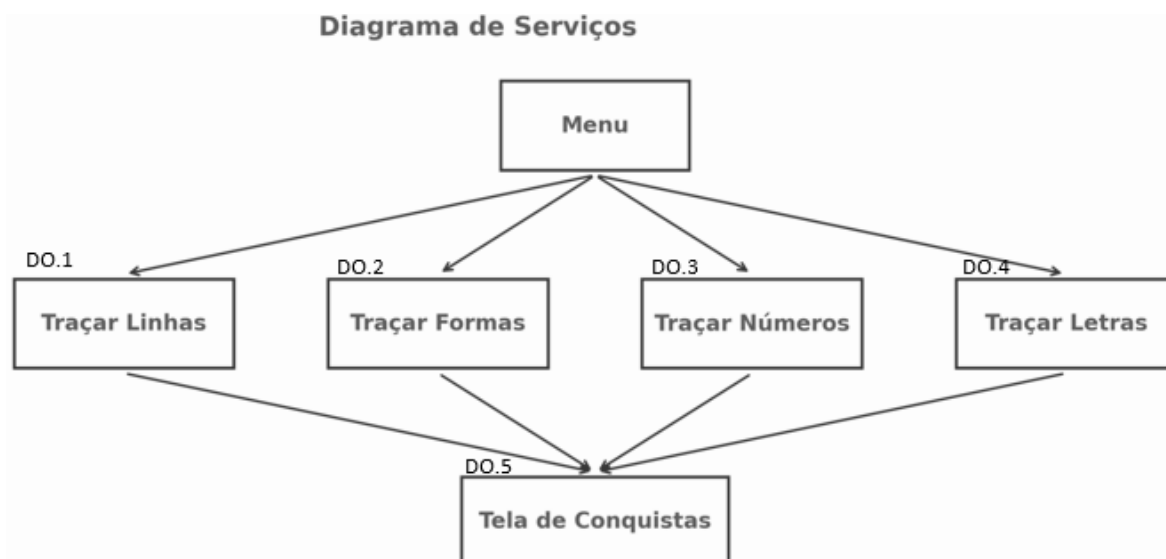 Diagrama de Serviços
Menu
DO.1
DO.2
DO.3
DO.4
Traçar Linhas
Traçar Formas
Traçar Números
Traçar Letras
DO.5
Tela de Conquistas